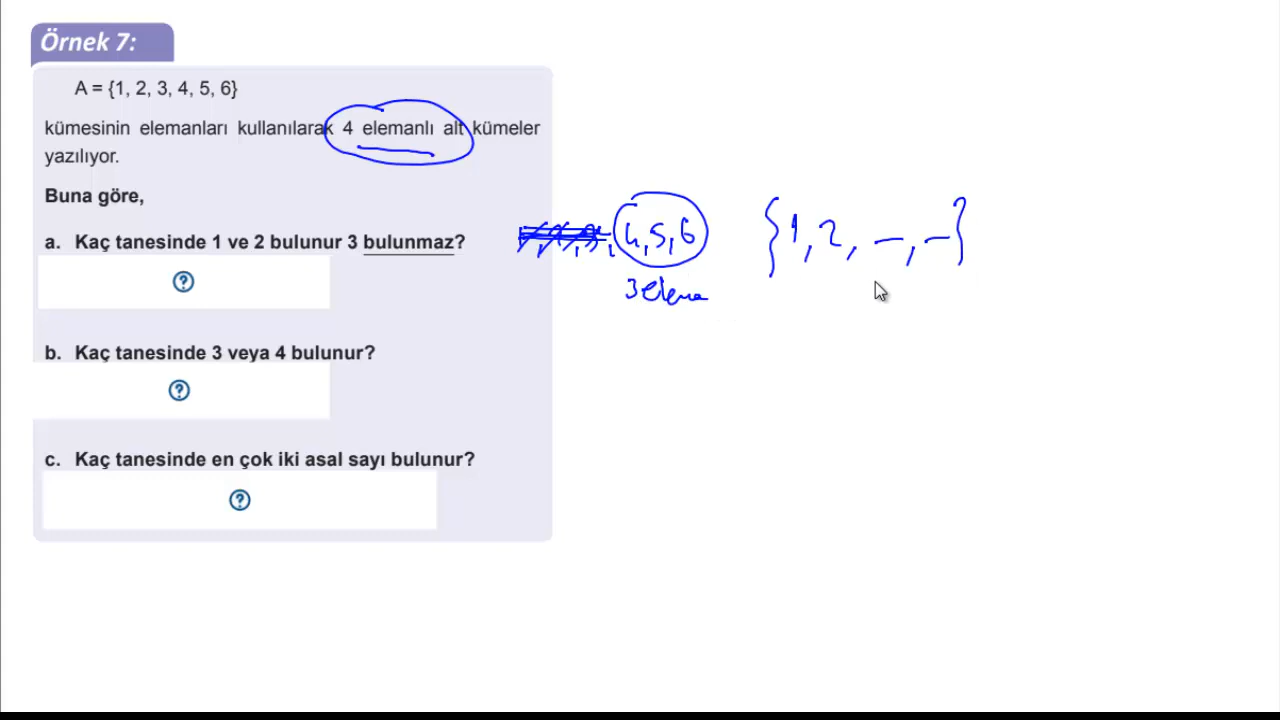 Örnek 7:
A = {1, 2, 3, 4, 5, 6}
kümesinin elemanları kullanılarak 4 elemanlı alt kümeler
yazılıyor.
Buna göre,
a. Kaç tanesinde 1 ve 2 bulunur 3 bulunmaz?
4,5,6
3 elema
{1, 2, _, _}
b. Kaç tanesinde 3 veya 4 bulunur?
c. Kaç tanesinde en çok iki asal sayı bulunur?